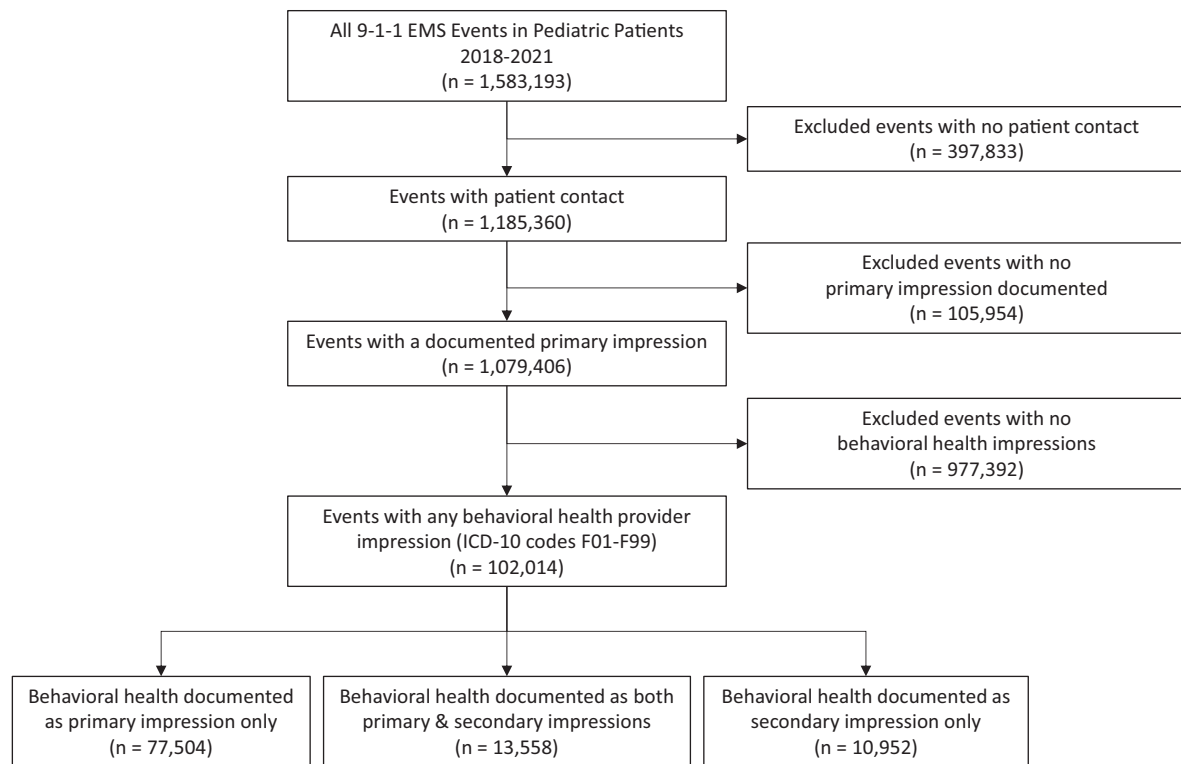 All 9-1-1 EMS Events in Pediatric Patients
2018-2021
(n = 1,583,193)
Excluded events with no patient contact
(n = 397,833)
Events with patient contact
(n = 1,185,360)
Excluded events with no
primary impression documented
(n = 105,954)
Events with a documented primary impression
(n = 1,079,406)
Excluded events with no
behavioral health impressions
(n = 977,392)
Events with any behavioral health provider
impression (ICD-10 codes F01-F99)
(n = 102,014)
Behavioral health documented
as primary impression only
(n = 77,504)
Behavioral health documented as both
primary & secondary impressions
(n = 13,558)
Behavioral health documented as
secondary impression only
(n = 10,952)